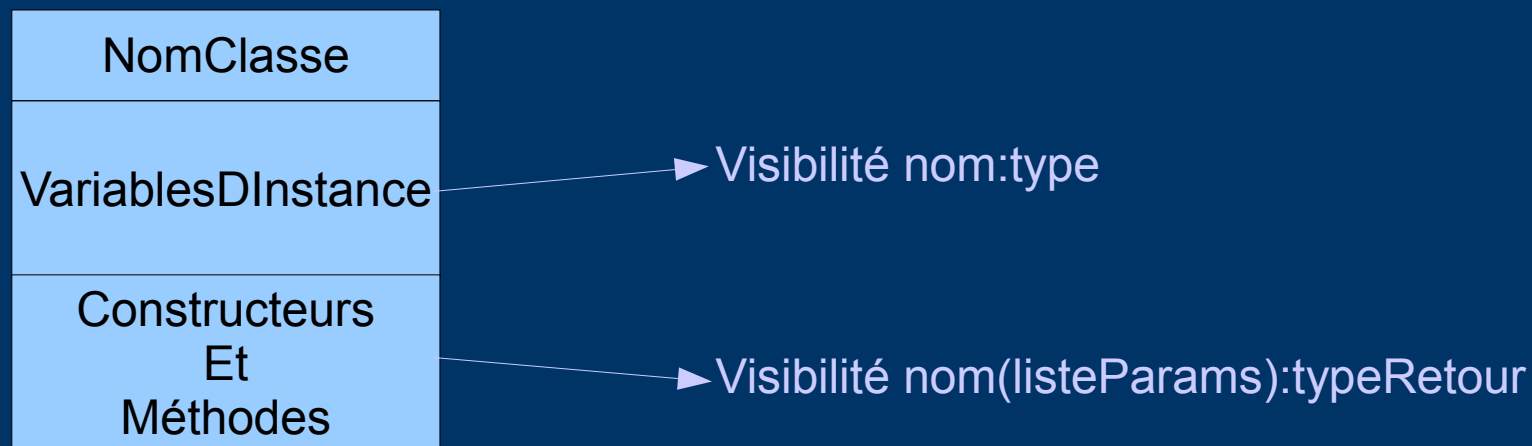 NomClasse
VariablesDInstance
Visibilité nom:type
Constructeurs
Et
Méthodes
Visibilité nom(listeParams):typeRetour